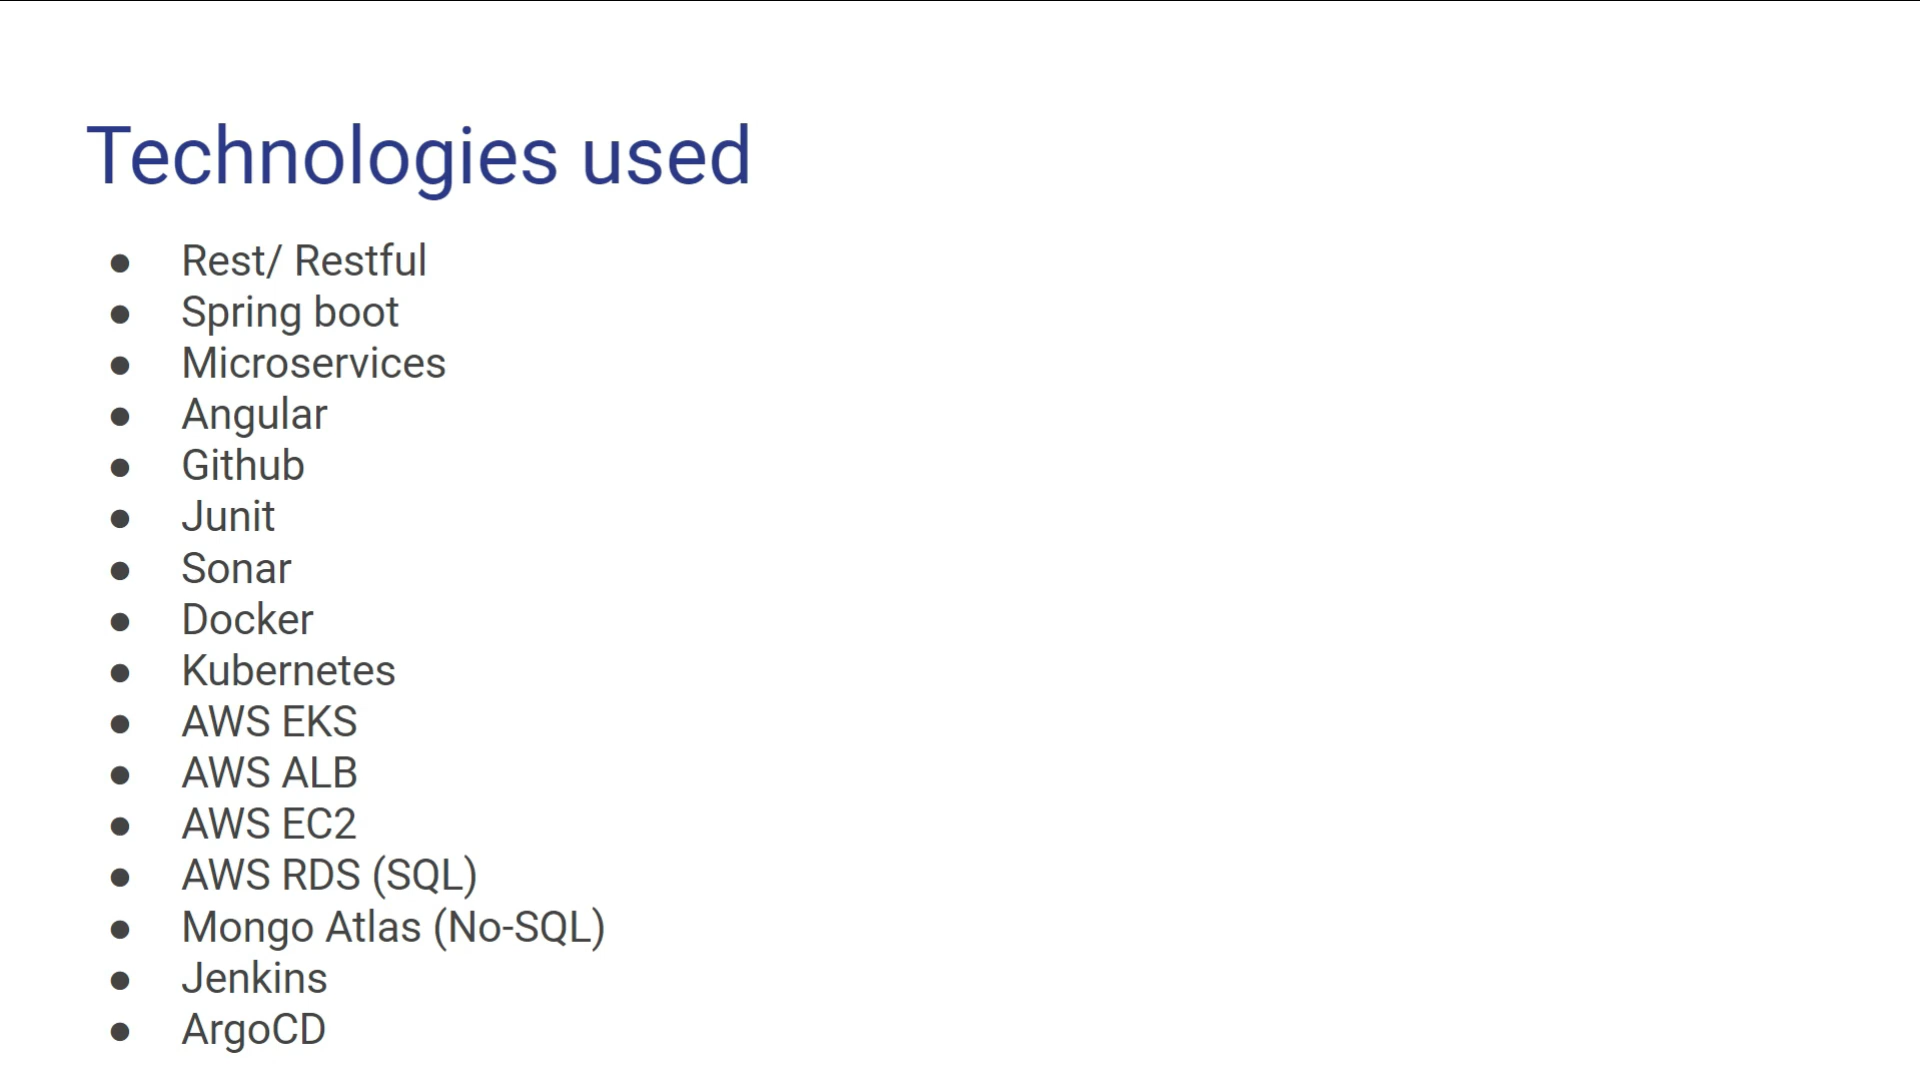 Technologies used
● Rest/ Restful
● Spring boot
● Microservices
● Angular
● Github
● Junit
● Sonar
● Docker
● Kubernetes
● AWS EKS
● AWS ALB
● AWS EC2
● AWS RDS (SQL)
● Mongo Atlas (No-SQL)
● Jenkins
● ArgoCD